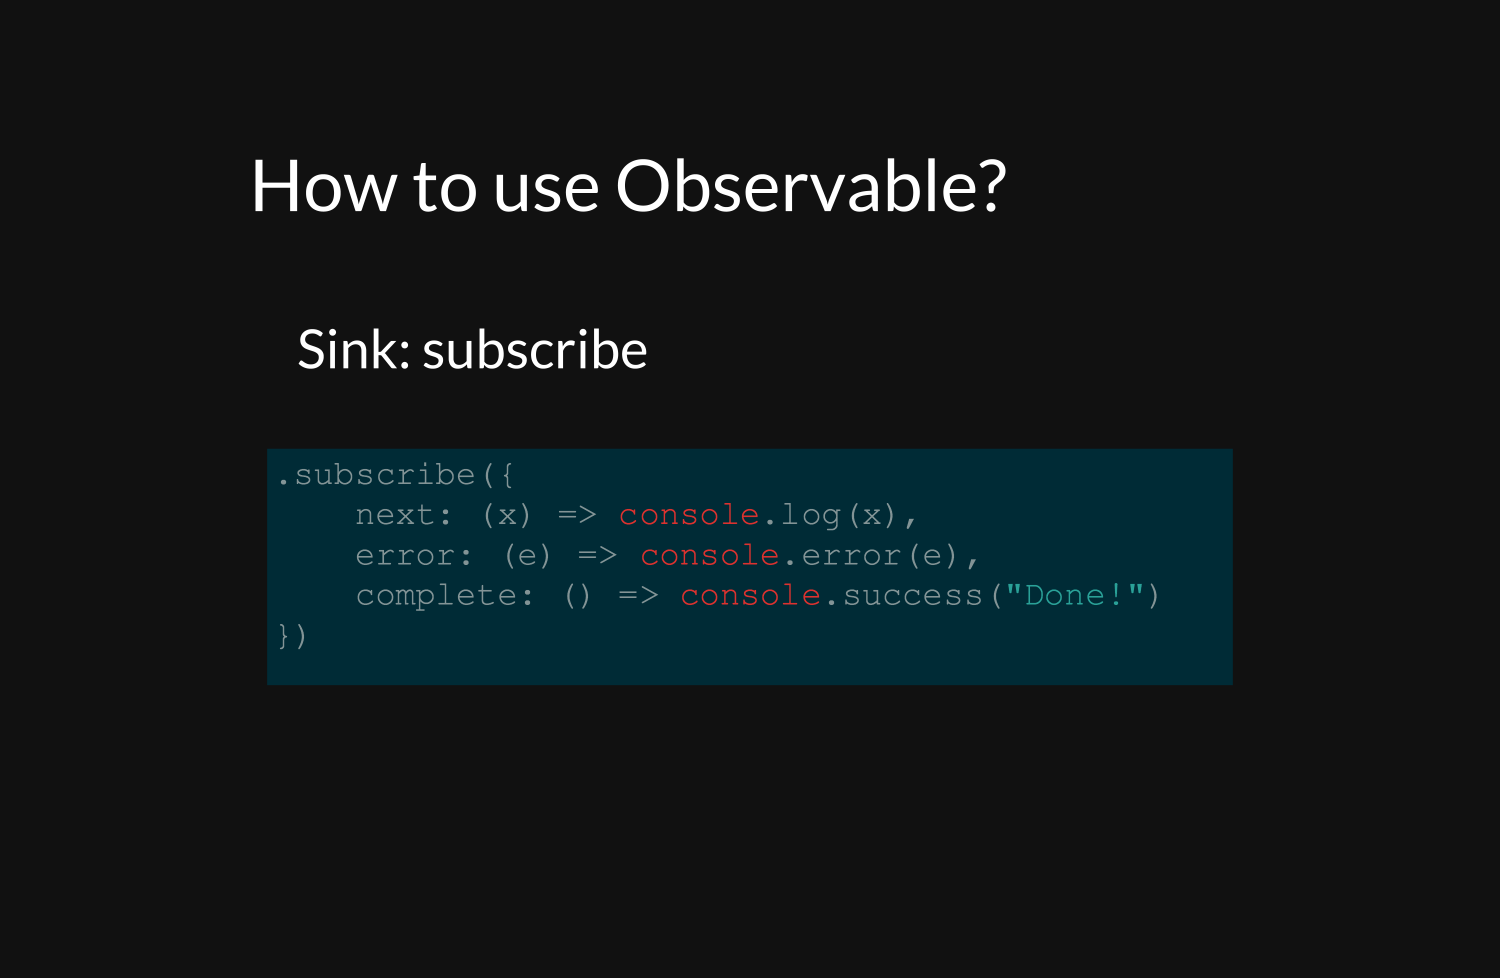 How to use Observable?
Sink: subscribe
.subscribe({
    next: (x) => console.log(x),
    error: (e) => console.error(e),
    complete: () => console.success("Done!")
})